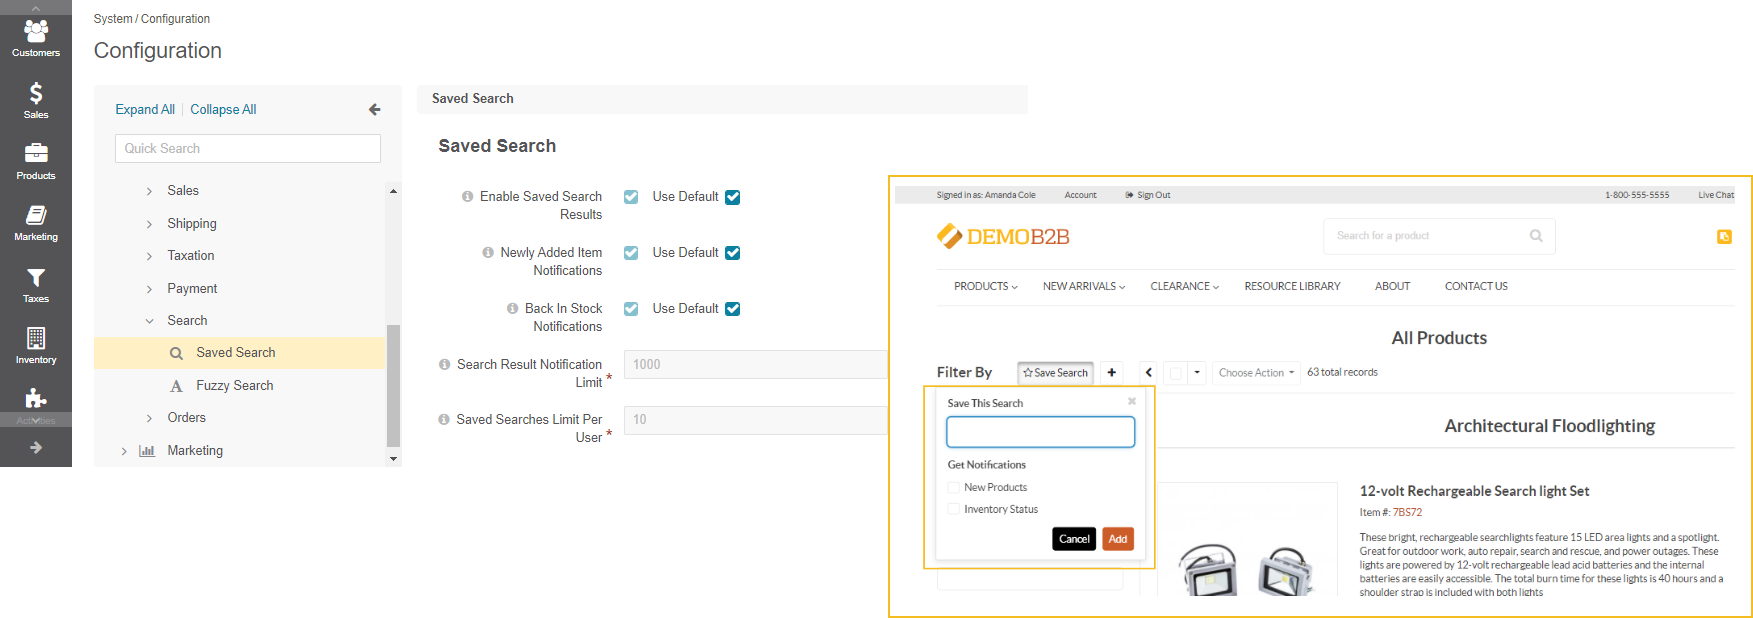 System / Configuration
Configuration
Customers
Sales
Products
Marketing
Taxes
Inventory
Activities
Expand All | Collapse All
Quick Search
Sales
Shipping
Taxation
Payment
Search
Saved Search
Fuzzy Search
Orders
Marketing
Saved Search
Saved Search
Enable Saved Search
Results
Use Default
Newly Added Item
Notifications
Use Default
Back In Stock
Notifications
Use Default
Search Result Notification
Limit *
1000
Saved Searches Limit Per
User *
10
Signed in as: Amanda Cole Account Sign Out 1-800-555-5555 Live Chat
DEMOB2B
Search for a product
PRODUCTS NEW ARRIVALS CLEARANCE RESOURCE LIBRARY ABOUT CONTACT US
All Products
Filter By Save Search + Choose Action 63 total records
Save This Search
Get Notifications
New Products
Inventory Status
Cancel Add
Architectural Floodlighting
12-volt Rechargeable Search light Set
Item #: 7BS72
These bright, rechargeable searchlights feature 15 LED area lights and a spotlight.
Great for outdoor work, auto repair, search and rescue, and power outages. These
lights are powered by 12-volt rechargeable lead acid batteries and the internal
batteries are easily accessible. The total burn time for these lights is 40 hours and a
shoulder strap is included with both lights